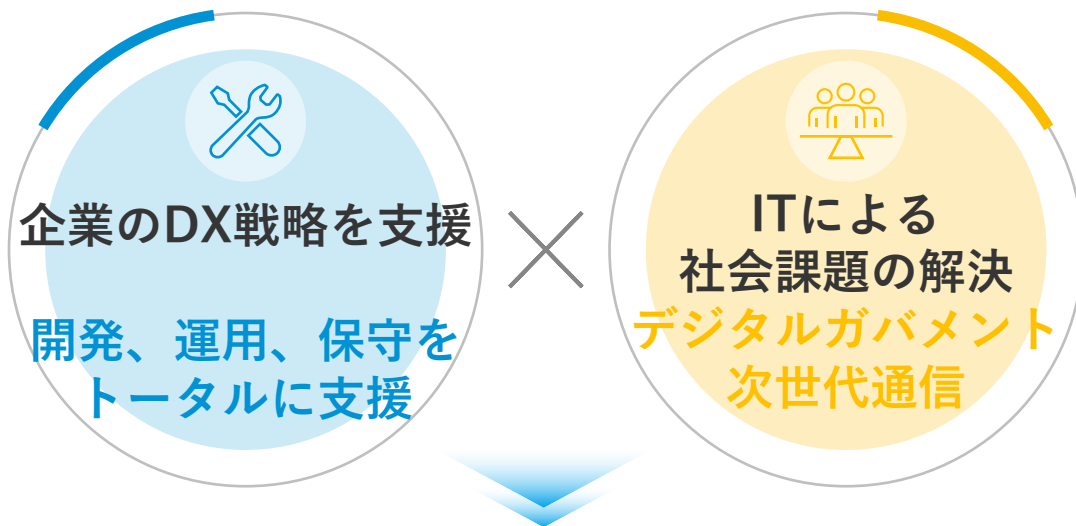 企業のDX戦略を支援
開発、運用、保守を
トータルに支援
ITによる
社会課題の解決
デジタルガバメント
次世代通信